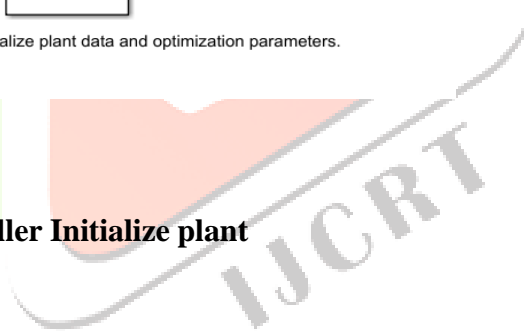 alize plant data and optimization parameters.
ller Initialize plant
IJCRT